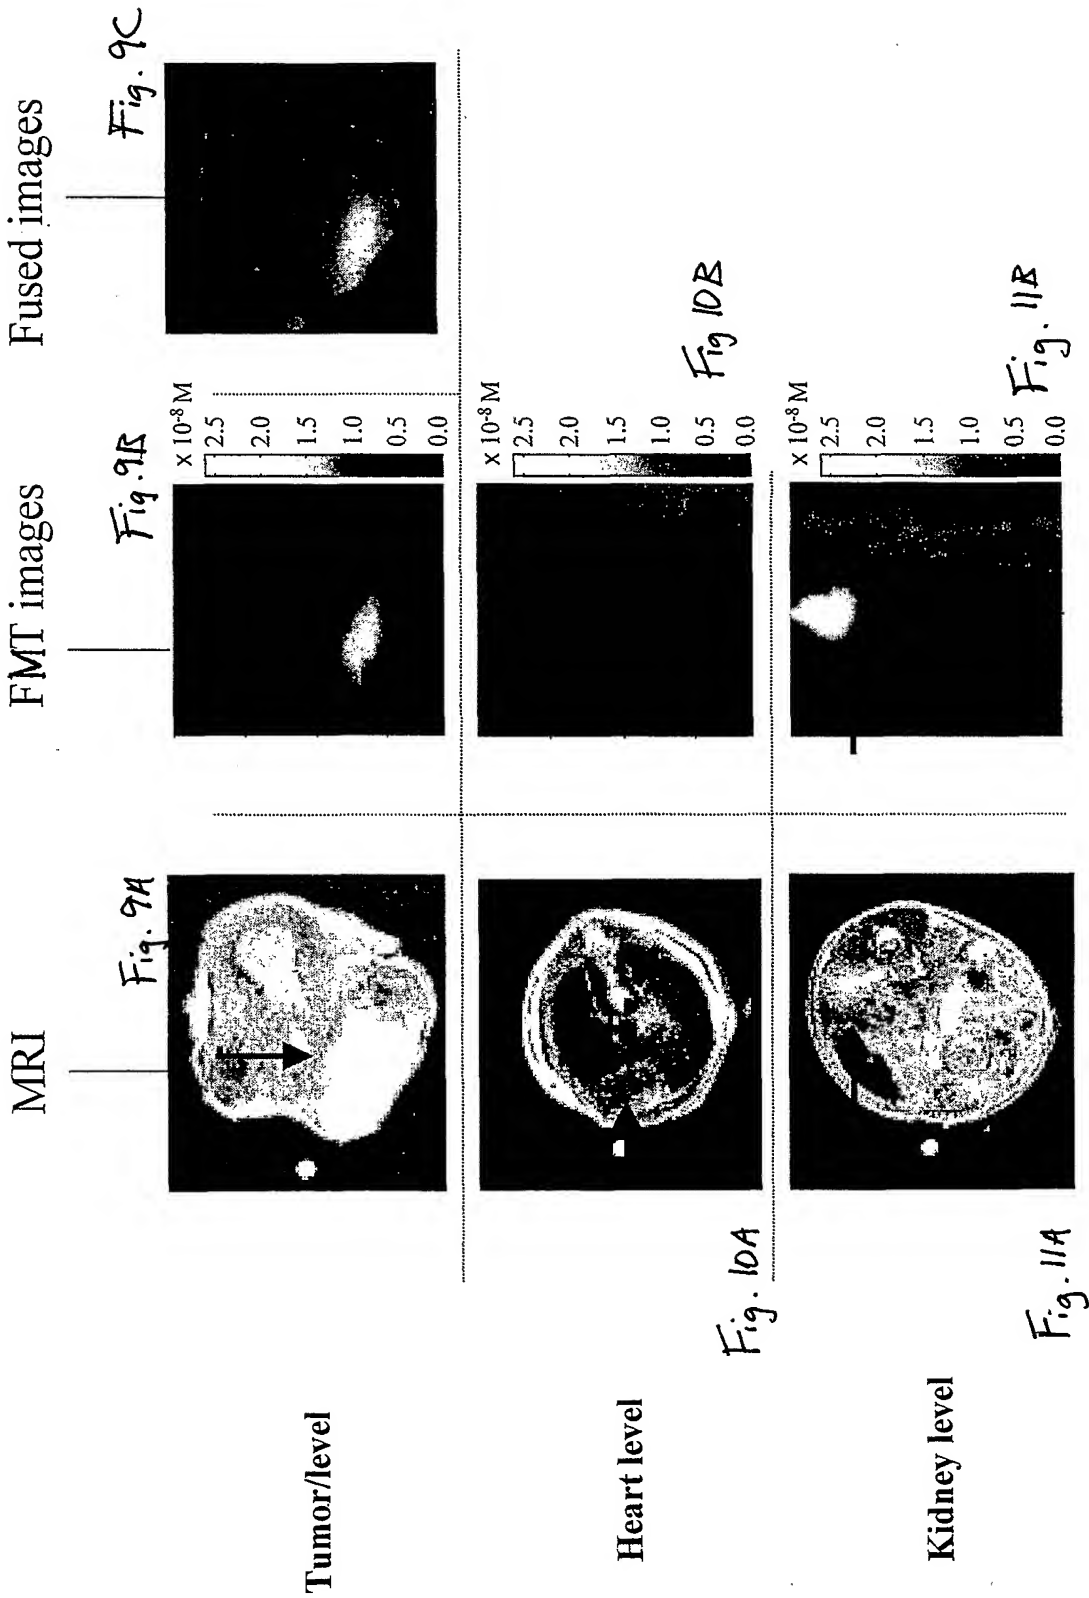 MRI
FMT images
Fused images
Tumor/level
Fig. 9A
Fig. 9B
x 10-8 M
2.5
2.0
1.5
1.0
0.5
0.0
Fig. 9C
Heart level
Fig. 10A
x 10-8 M
2.5
2.0
1.5
1.0
0.5
0.0
Fig 10B
Kidney level
Fig. 11A
x 10-8 M
2.5
2.0
1.5
1.0
0.5
0.0
Fig. 11B